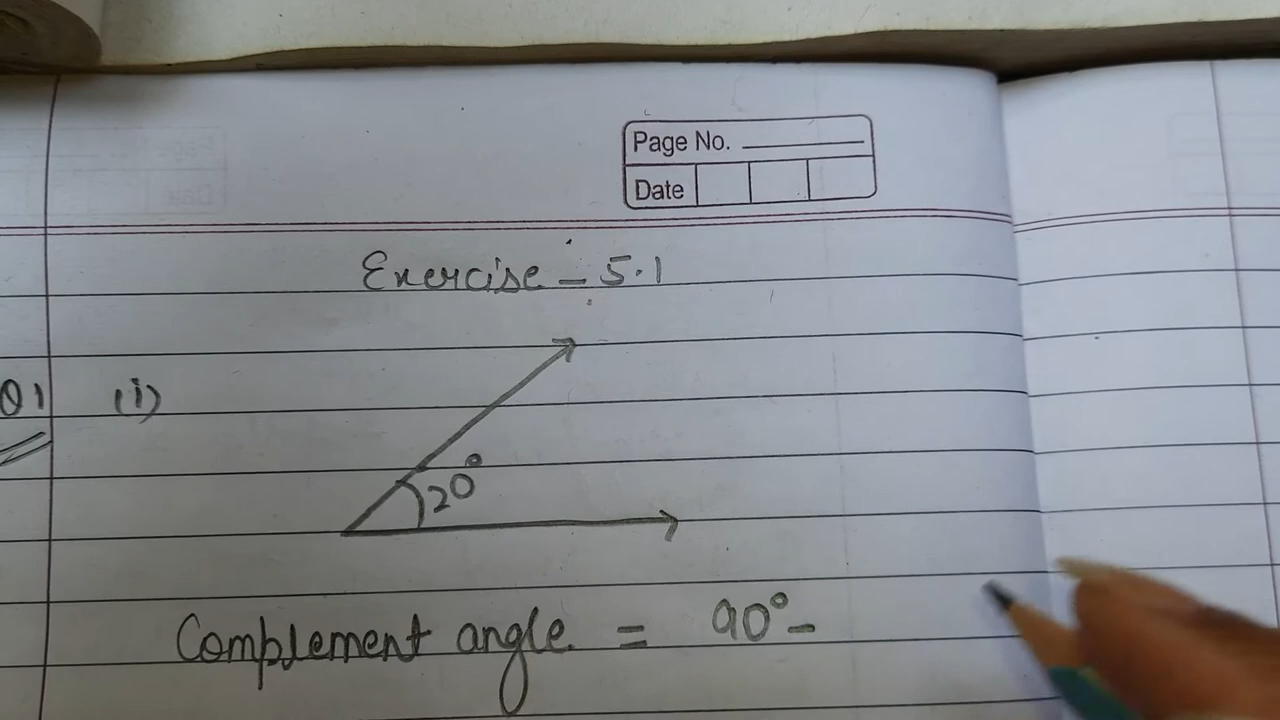 Page No.
Date
Exercise - 5.1
Q1 (i)
20°
Complement angle = 90° -